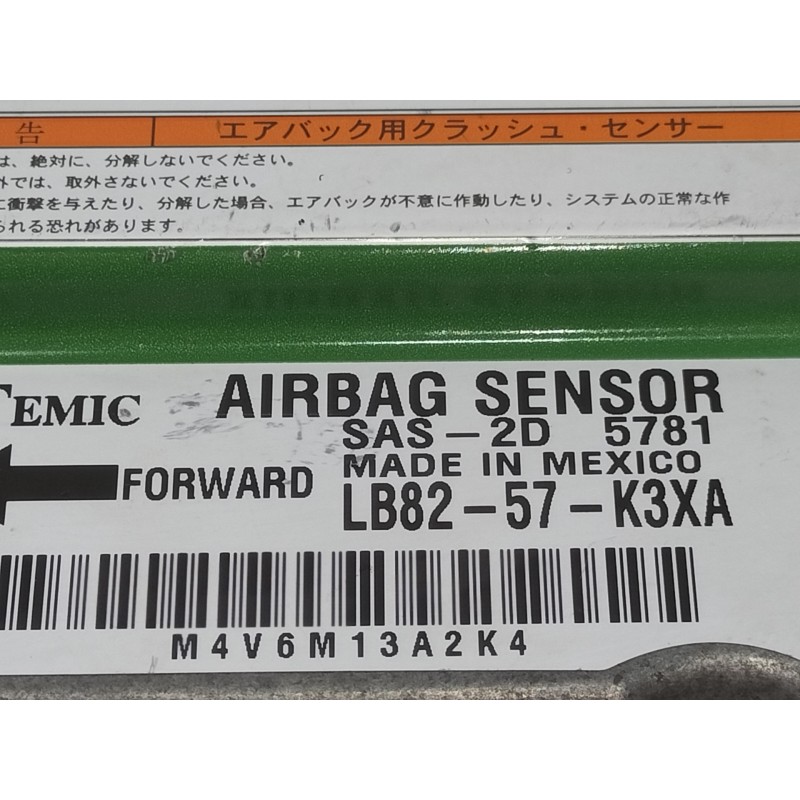 告 エアバック用クラッシュ・センサー
は、絶対に、分解しないでください。
外では、取外さないでください。
に衝撃を与えたり、分解した場合、エアバックが不意に作動したり、システムの正常な作
られる恐れがあります。
TEMIC AIRBAG SENSOR
SAS-2D 5781
MADE IN MEXICO
FORWARD LB82-57-K3XA
M4V6M13A2K4